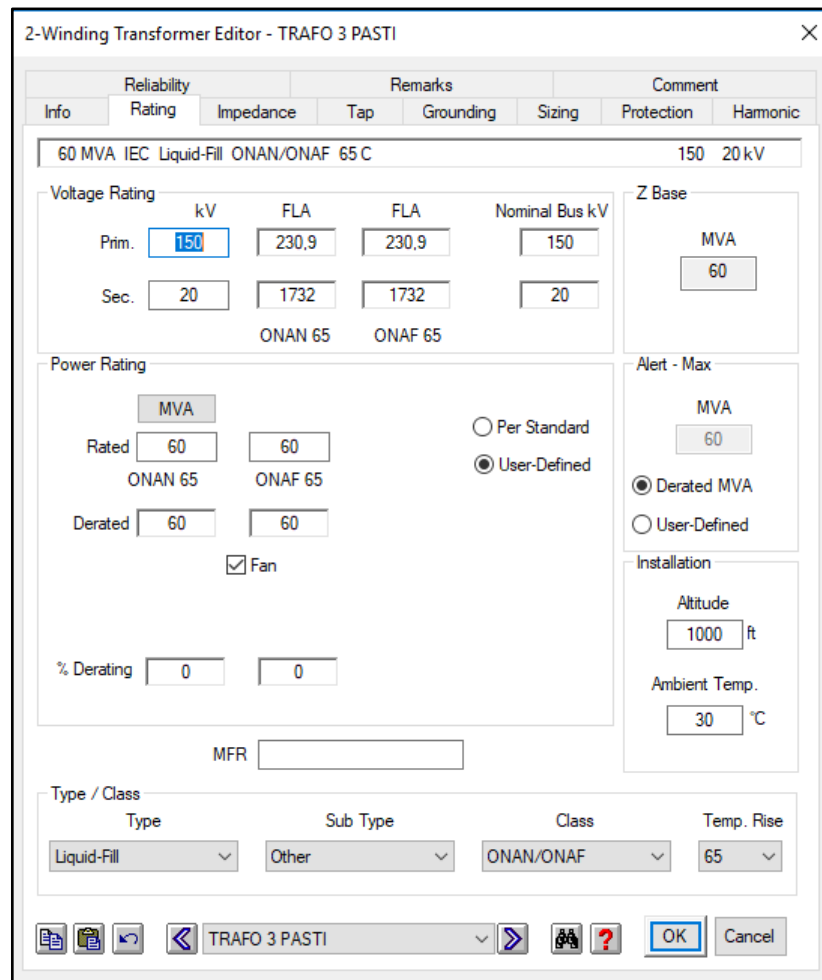 2-Winding Transformer Editor - TRAFO 3 PASTI
Reliability Remarks Comment
Info Rating Impedance Tap Grounding Sizing Protection Harmonic
60 MVA IEC Liquid-Fill ONAN/ONAF 65 C 150 20 kV
Voltage Rating
kV FLA FLA Nominal Bus kV
Prim. 150 230,9 230,9 150
Sec. 20 1732 1732 20
ONAN 65 ONAF 65
Z Base
MVA
60
Power Rating
MVA
Rated 60 60
ONAN 65 ONAF 65
Derated 60 60
Fan
% Derating 0 0
Per Standard
User-Defined
Alert - Max
MVA
60
Derated MVA
User-Defined
Installation
Altitude
1000 ft
Ambient Temp.
30 °C
MFR
Type / Class
Type Sub Type Class Temp. Rise
Liquid-Fill Other ONAN/ONAF 65
TRAFO 3 PASTI ? OK Cancel